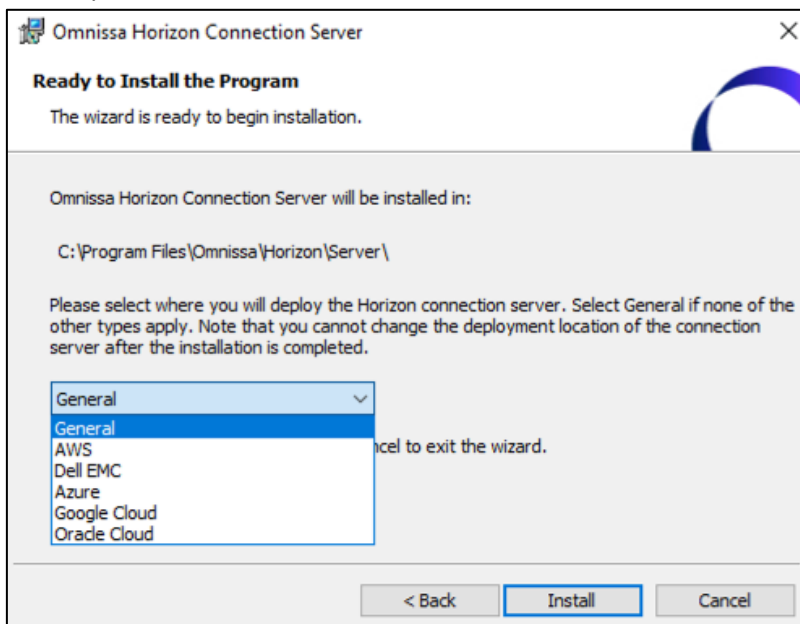 Omnissa Horizon Connection Server
Ready to Install the Program
The wizard is ready to begin installation.
Omnissa Horizon Connection Server will be installed in:
C:\Program Files\Omnissa\Horizon\Server\
Please select where you will deploy the Horizon connection server. Select General if none of the
other types apply. Note that you cannot change the deployment location of the connection
server after the installation is completed.
General
General
AWS
to exit the wizard.
Dell EMC
Azure
Google Cloud
Oracle Cloud
< Back
Install
Cancel